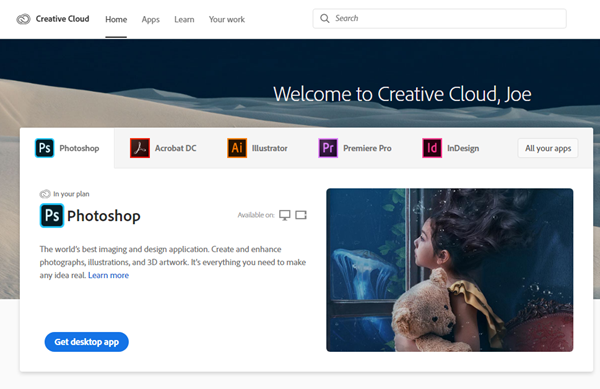 Creative Cloud Home Apps Learn Your work Search
Welcome to Creative Cloud, Joe
Ps Photoshop Acrobat DC Ai Illustrator Pr Premiere Pro Id InDesign All your apps
In your plan
Ps Photoshop Available on:
The world's best imaging and design application. Create and enhance
photographs, illustrations, and 3D artwork. It's everything you need to make
any idea real. Learn more
Get desktop app